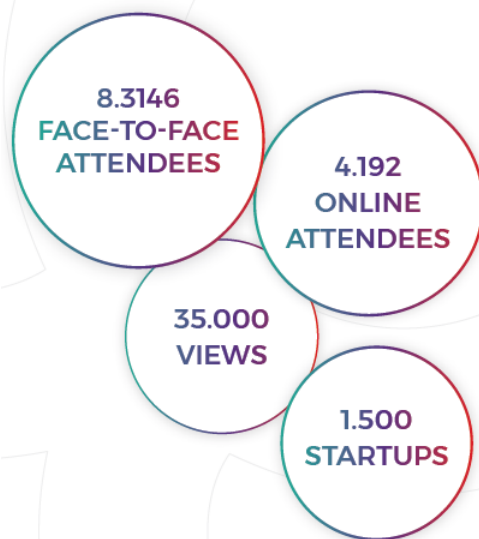 8.3146
FACE-TO-FACE
ATTENDEES
4.192
ONLINE
ATTENDEES
35.000
VIEWS
1.500
STARTUPS